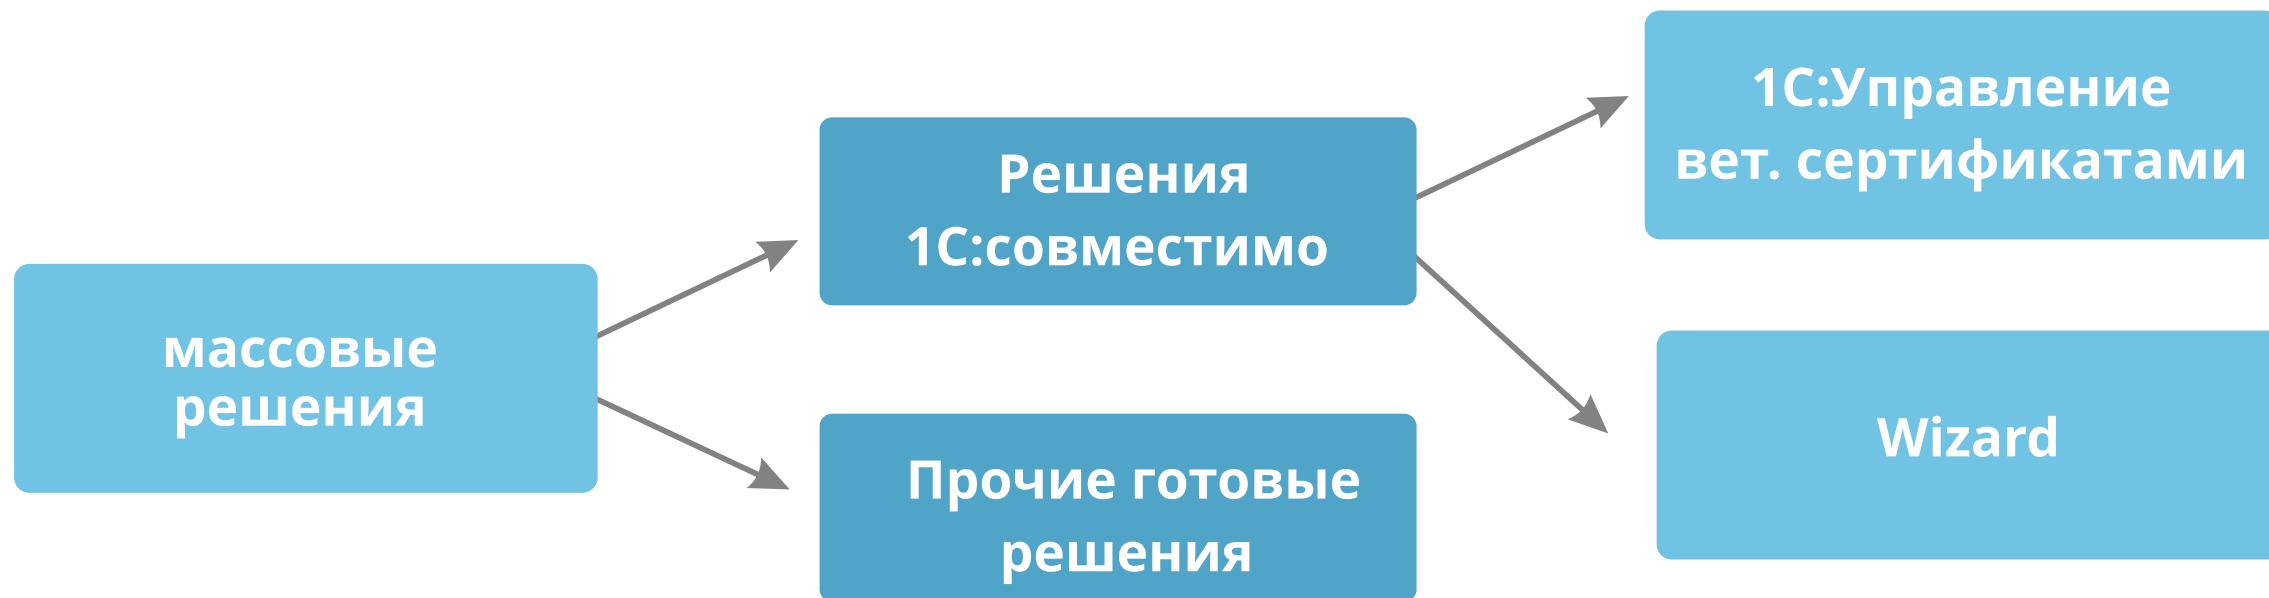 массовые
решения
Решения
1С:совместимо
Прочие готовые
решения
1С:Управление
вет. сертификатами
Wizard